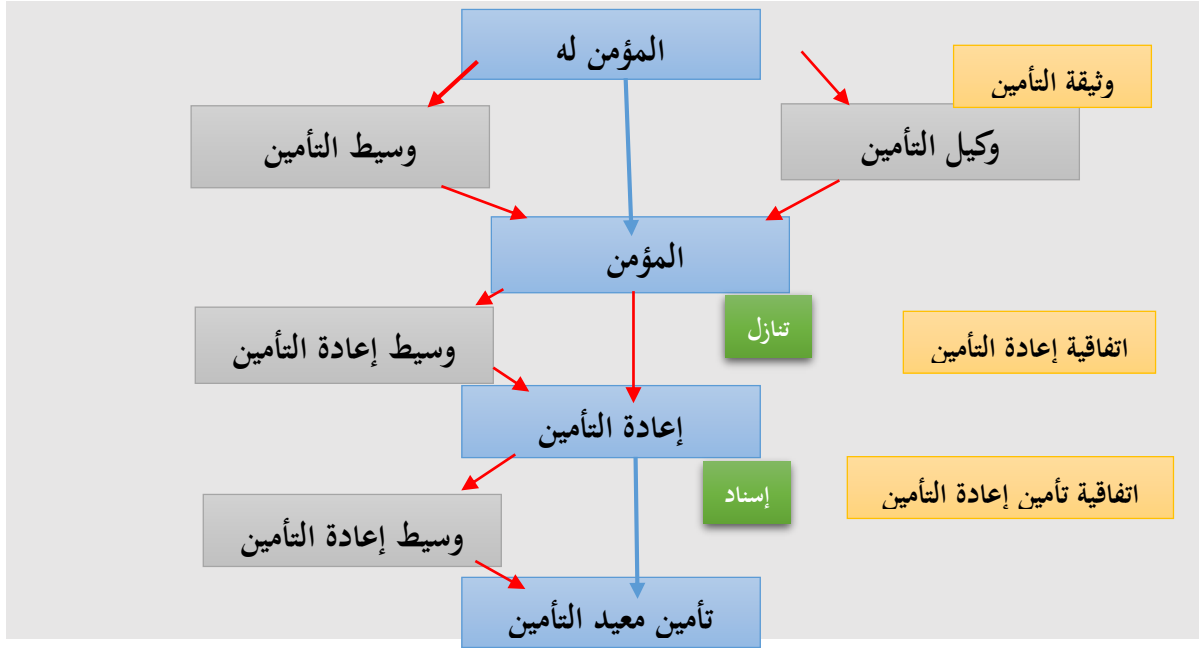 المؤمن له
وثيقة التأمين
وكيل التأمين
وسيط التأمين
المؤمن
تنازل
اتفاقية إعادة التأمين
وسيط إعادة التأمين
إعادة التأمين
إسناد
اتفاقية تأمين إعادة التأمين
وسيط إعادة التأمين
تأمين معيد التأمين